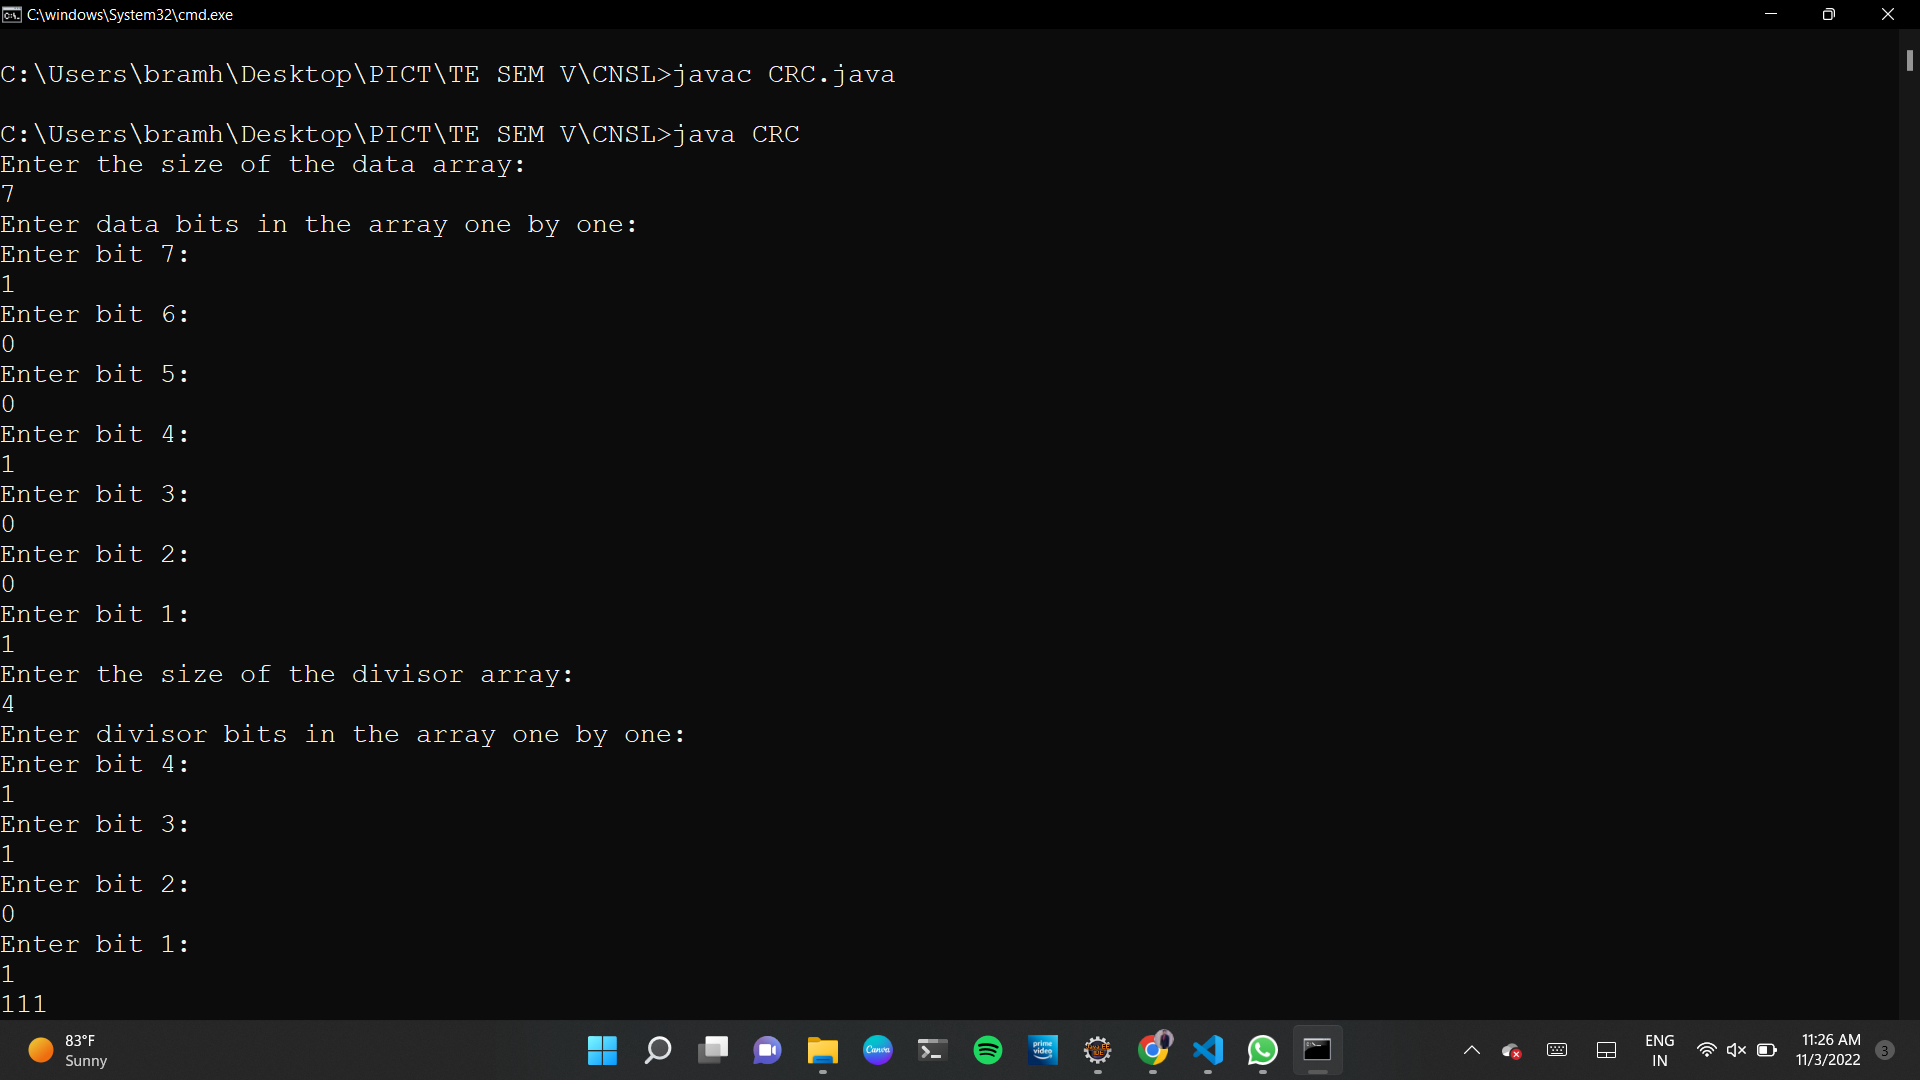 C:\windows\System32\cmd.exe
C:\Users\bramh\Desktop\PICT\TE SEM V\CNSL>javac CRC.java
C:\Users\bramh\Desktop\PICT\TE SEM V\CNSL>java CRC
Enter the size of the data array:
7
Enter data bits in the array one by one:
Enter bit 7:
1
Enter bit 6:
0
Enter bit 5:
0
Enter bit 4:
1
Enter bit 3:
0
Enter bit 2:
0
Enter bit 1:
1
Enter the size of the divisor array:
4
Enter divisor bits in the array one by one:
Enter bit 4:
1
Enter bit 3:
1
Enter bit 2:
0
Enter bit 1:
1
111
83°F
Sunny
Canva
prime
video
ENG
IN
11:26 AM
11/3/2022
3